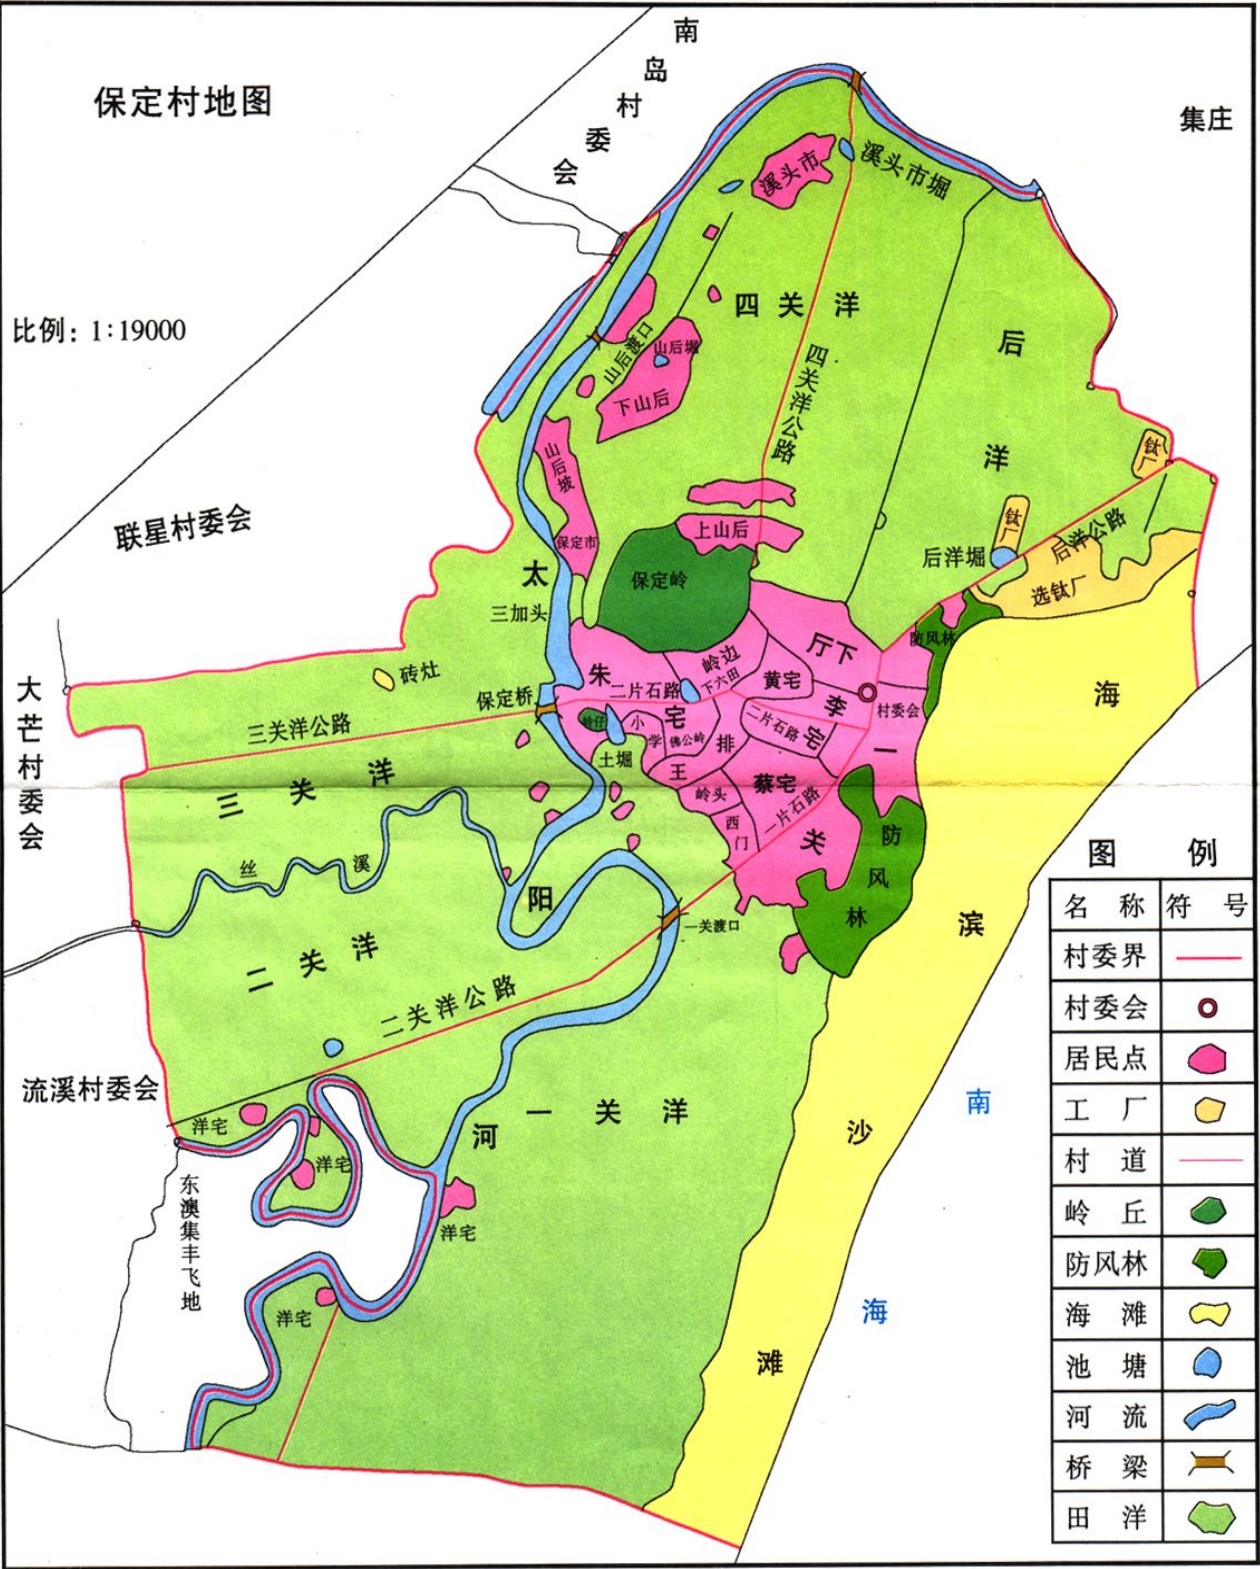 保定村地图
比例：1:19000
南岛村委会
集庄
联星村委会
大芒村委会
流溪村委会
东澳集丰飞地
溪头市
溪头市堀
四关洋
四关洋公路
后洋
山后渡口
山后堀
下山后
山后坡
保定市
上山后
保定岭
钛厂
钛厂
后洋堀
后洋公路
选钛厂
防风林
太阳河
三加头
砖灶
保定桥
三关洋公路
三关洋
丝溪
二关洋
二关洋公路
一关洋
朱宅
二片石路
岭边
下六田
黄宅
厅下
李宅
村委会
二片石路
小学
佛公岭
排
土堀
王
岭头
西门
蔡宅
一片石路
一关
防风林
一关渡口
洋宅
洋宅
洋宅
洋宅
海滨沙滩
南海
图例
名称 符号
村委界
村委会
居民点
工厂
村道
岭丘
防风林
海滩
池塘
河流
桥梁
田洋